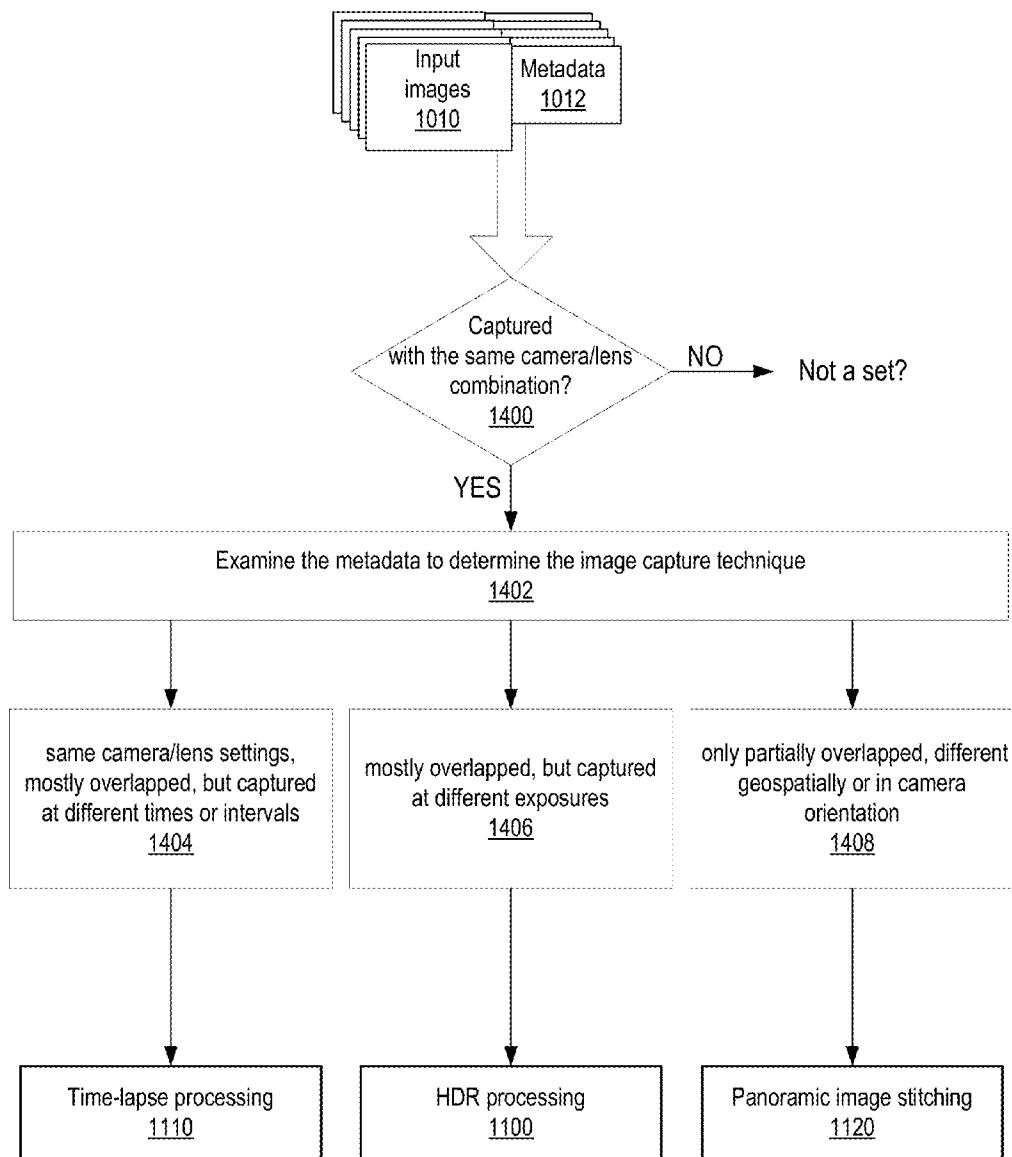 Input
images
1010
Metadata
1012
Captured
with the same camera/lens
combination?
1400
NO
Not a set?
YES
Examine the metadata to determine the image capture technique
1402
same camera/lens settings,
mostly overlapped, but captured
at different times or intervals
1404
mostly overlapped, but captured
at different exposures
1406
only partially overlapped, different
geospatially or in camera
orientation
1408
Time-lapse processing
1110
HDR processing
1100
Panoramic image stitching
1120